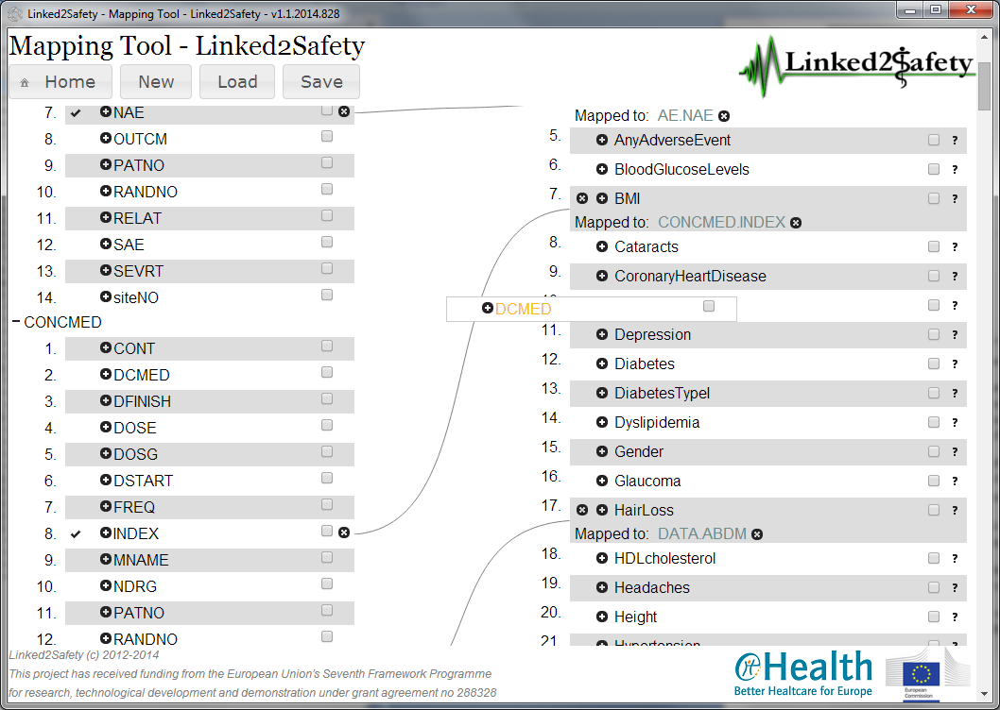 Linked2Safety - Mapping Tool - Linked2Safety - v1.1.2014.828
Mapping Tool - Linked2Safety
Home New Load Save
Linked2Safety
7. NAE
8. OUTCM
9. PATNO
10. RANDNO
11. RELAT
12. SAE
13. SEVRT
14. siteNO
CONCMED
1. CONT
2. DCMED
3. DFINISH
4. DOSE
5. DOSG
6. DSTART
7. FREQ
8. INDEX
9. MNAME
10. NDRG
11. PATNO
12. RANDNO
DCMED
Mapped to: AE.NAE
5. AnyAdverseEvent ?
6. BloodGlucoseLevels ?
7. BMI ?
Mapped to: CONCMED.INDEX
8. Cataracts ?
9. CoronaryHeartDisease ?
?
11. Depression ?
12. Diabetes ?
13. DiabetesTypeI ?
14. Dyslipidemia ?
15. Gender ?
16. Glaucoma ?
17. HairLoss ?
Mapped to: DATA.ABDM
18. HDLcholesterol ?
19. Headaches ?
20. Height ?
21. Hypertension ?
Linked2Safety (c) 2012-2014
This project has received funding from the European Union's Seventh Framework Programme
for research, technological development and demonstration under grant agreement no 288328
eHealth
Better Healtcare for Europe
European
Commission